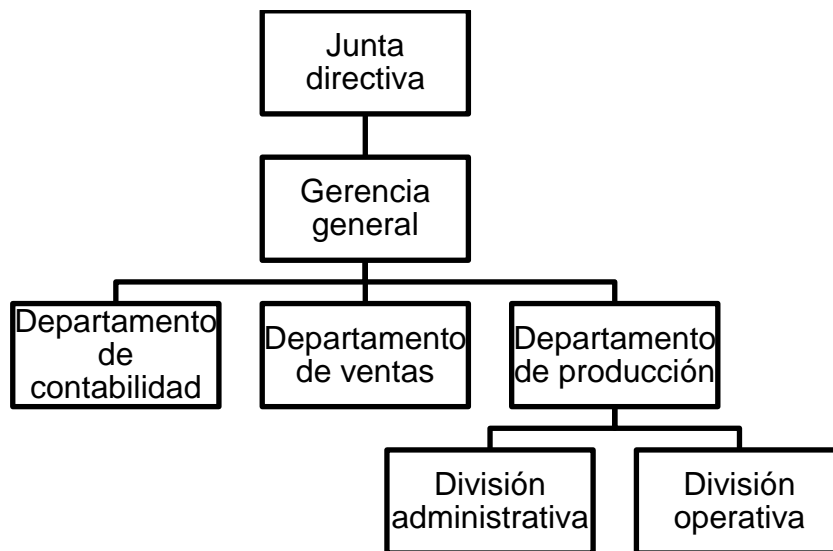 Junta
directiva
Gerencia
general
Departamento
de
contabilidad
Departamento
de ventas
Departamento
de producción
División
administrativa
División
operativa